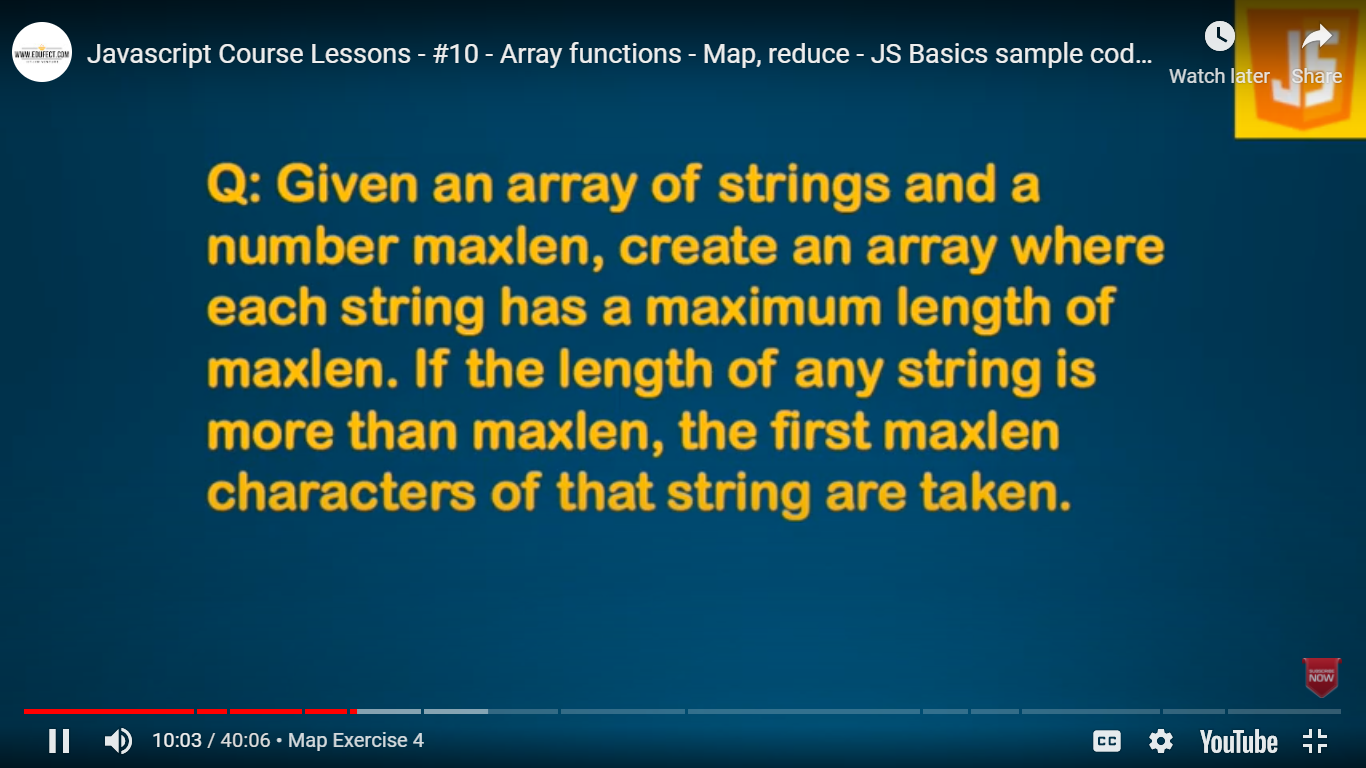 WWW.EDUFECT.COM
Javascript Course Lessons - #10 - Array functions - Map, reduce - JS Basics sample cod…
Watch later
Share
JS
Q: Given an array of strings and a
number maxlen, create an array where
each string has a maximum length of
maxlen. If the length of any string is
more than maxlen, the first maxlen
characters of that string are taken.
SUBSCRIBE
NOW
10:03 / 40:06 • Map Exercise 4
CC
YouTube